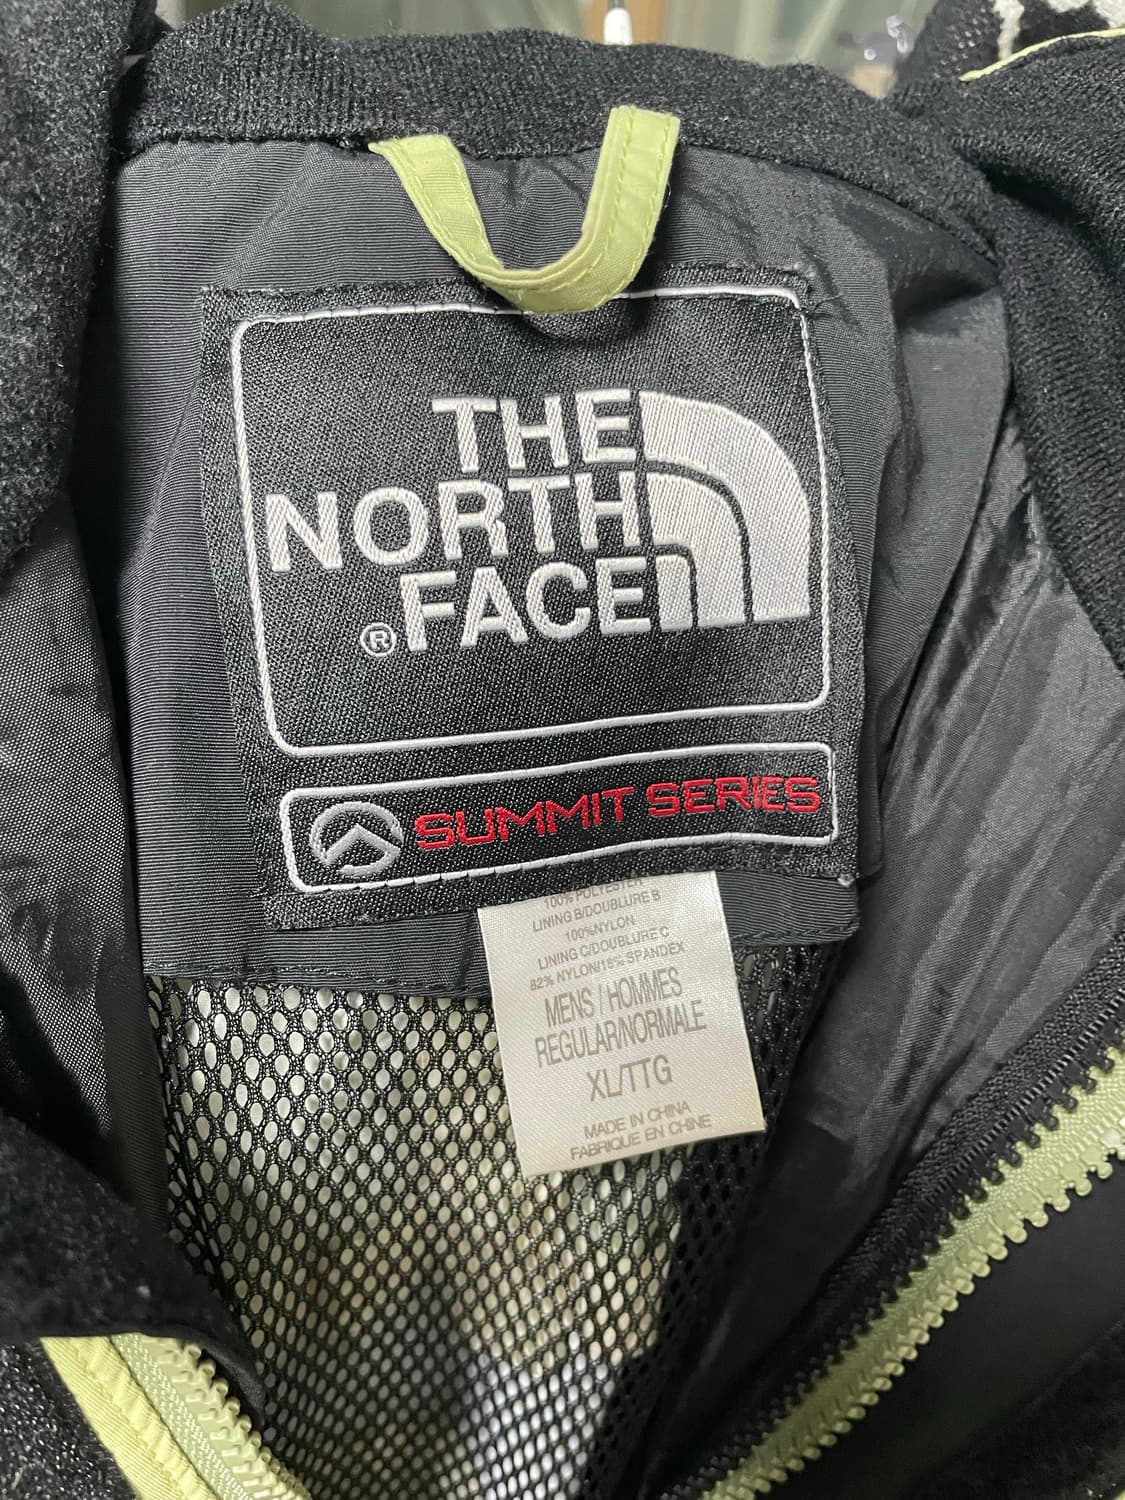 THE
NORTH
FACE
®
SUMMIT SERIES
100% POLYESTER
LINING B/DOUBLURE B
100%NYLON
LINING C/DOUBLURE C
82% NYLON/18% SPANDEX
MENS / HOMMES
REGULAR/NORMALE
XL/TTG
MADE IN CHINA
FABRIQUE EN CHINE